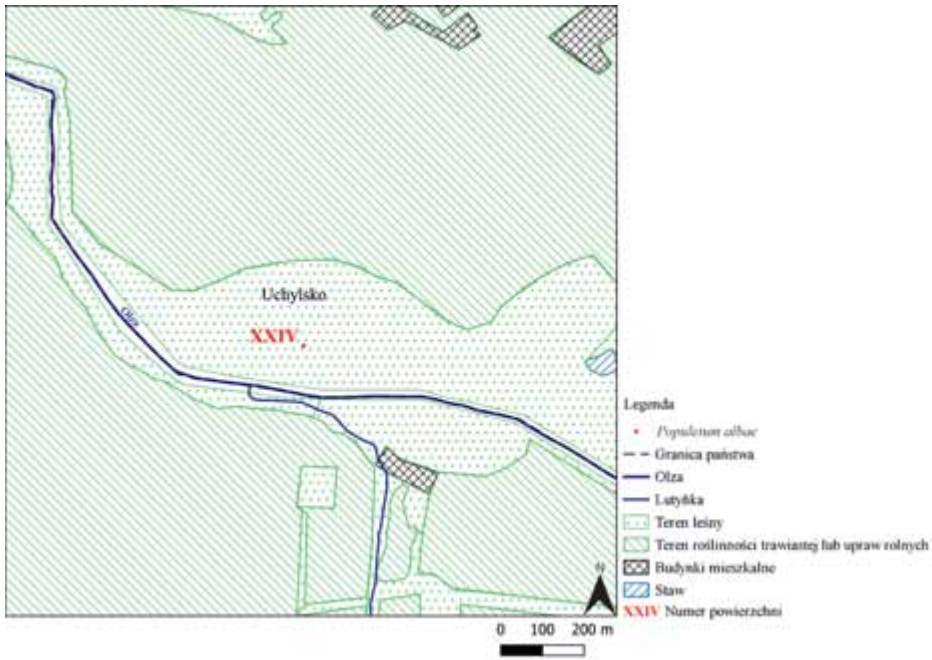 Uchylsko
XXIV
Olza
Legenda
Populetum albae
Granica państwa
Olza
Lutyńka
Teren leśny
Teren roślinności trawiastej lub upraw rolnych
Budynki mieszkalne
Staw
XXIV Numer powierzchni
N
0 100 200 m